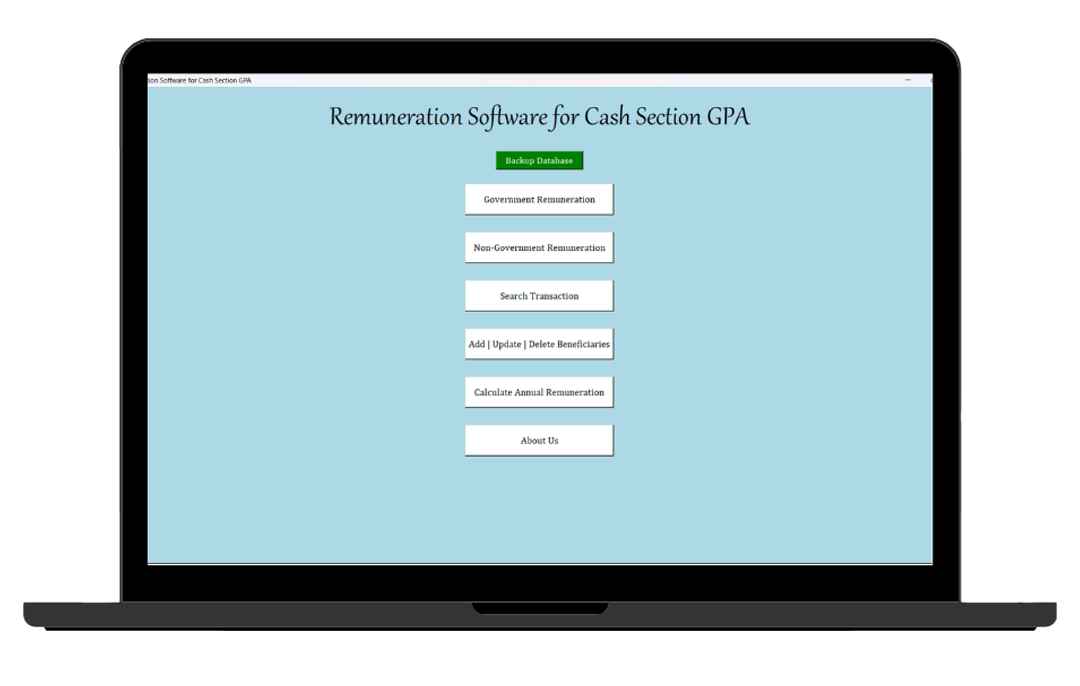 ion Software for Cash Section GPA
Remuneration Software for Cash Section GPA
Backup Database
Government Remuneration
Non-Government Remuneration
Search Transaction
Add | Update | Delete Beneficiaries
Calculate Annual Remuneration
About Us